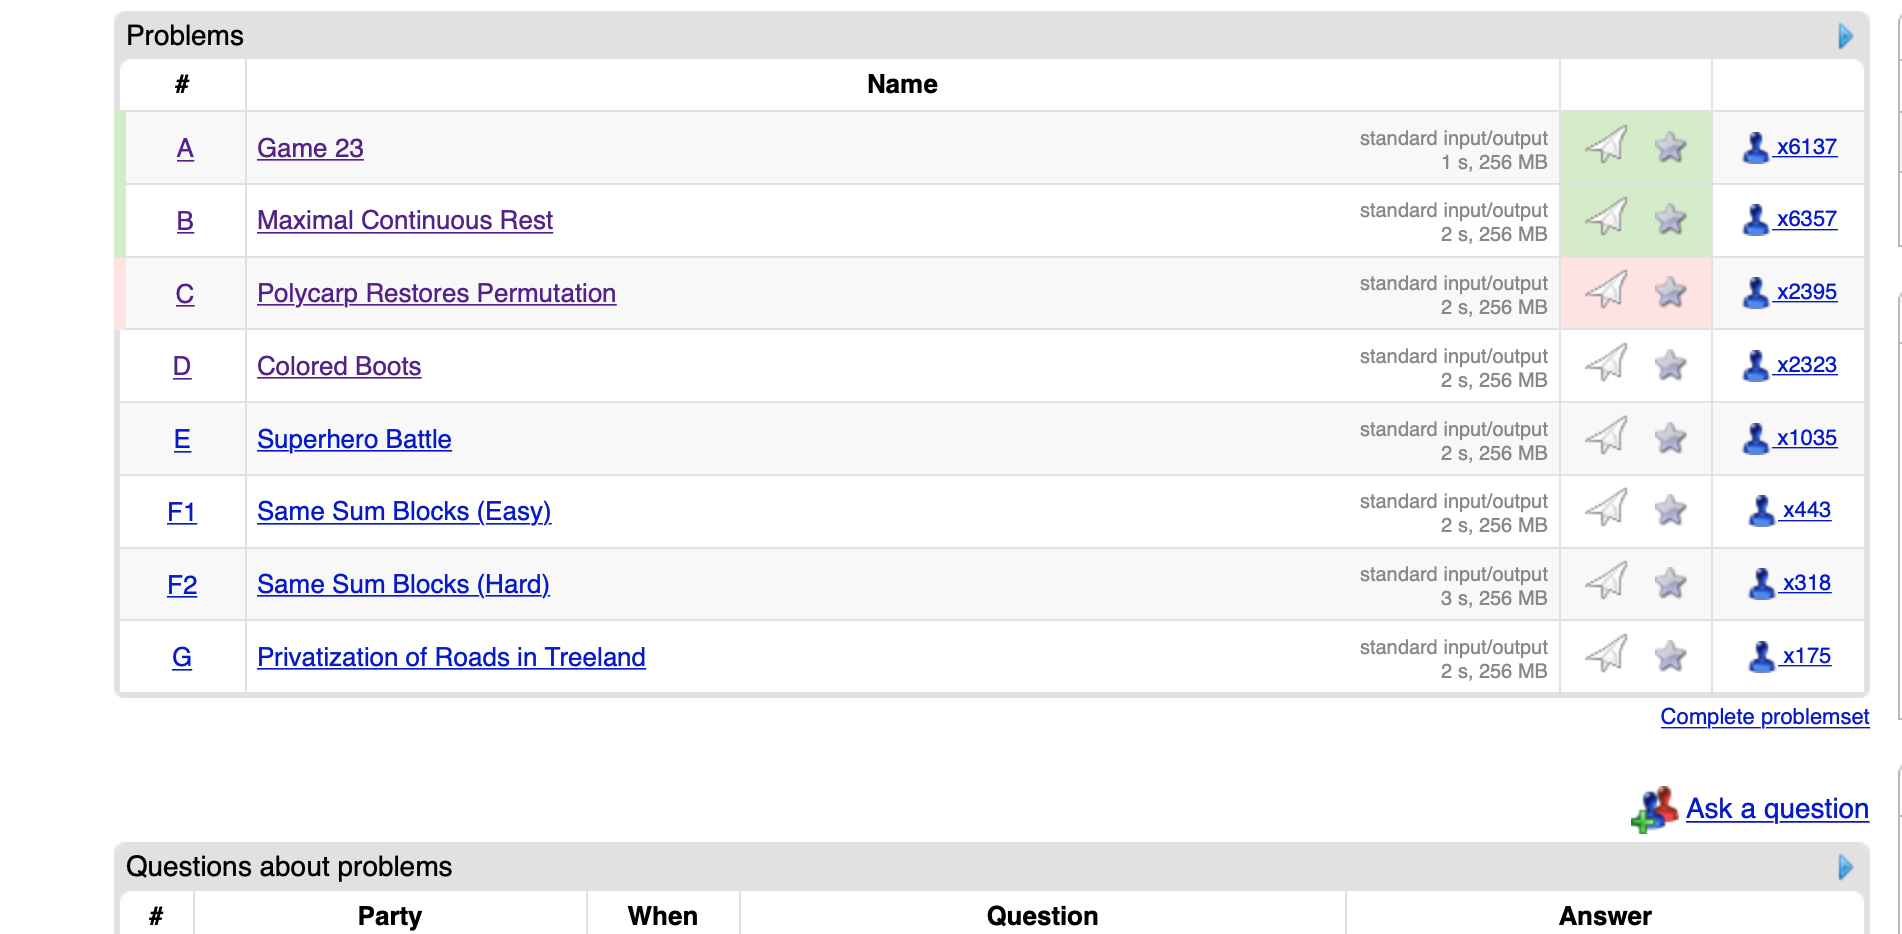 Problems
# Name
A Game 23 standard input/output x6137
1 s, 256 MB
B Maximal Continuous Rest standard input/output x6357
2 s, 256 MB
C Polycarp Restores Permutation standard input/output x2395
2 s, 256 MB
D Colored Boots standard input/output x2323
2 s, 256 MB
E Superhero Battle standard input/output x1035
2 s, 256 MB
F1 Same Sum Blocks (Easy) standard input/output x443
2 s, 256 MB
F2 Same Sum Blocks (Hard) standard input/output x318
3 s, 256 MB
G Privatization of Roads in Treeland standard input/output x175
2 s, 256 MB
Complete problemset
Ask a question
Questions about problems
# Party When Question Answer